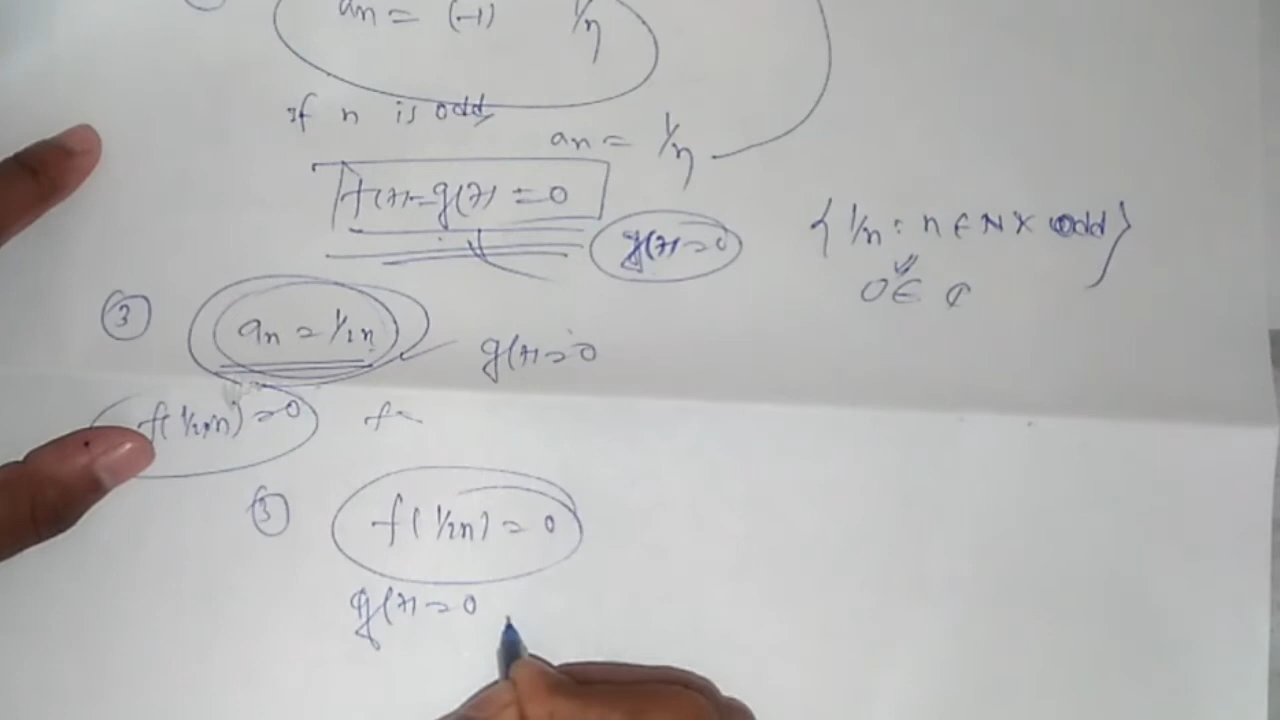 an = (-1) 1/n
if n is odd,
an = 1/n
f(z)-g(z) = 0
g(z) = 0
{ 1/n : n ∈ N x odd }
0 ∈ ¢
③ an = 1/2n
g(z) = 0
f(1/2n) = 0
f
③ f(1/2n) = 0
g(z) = 0